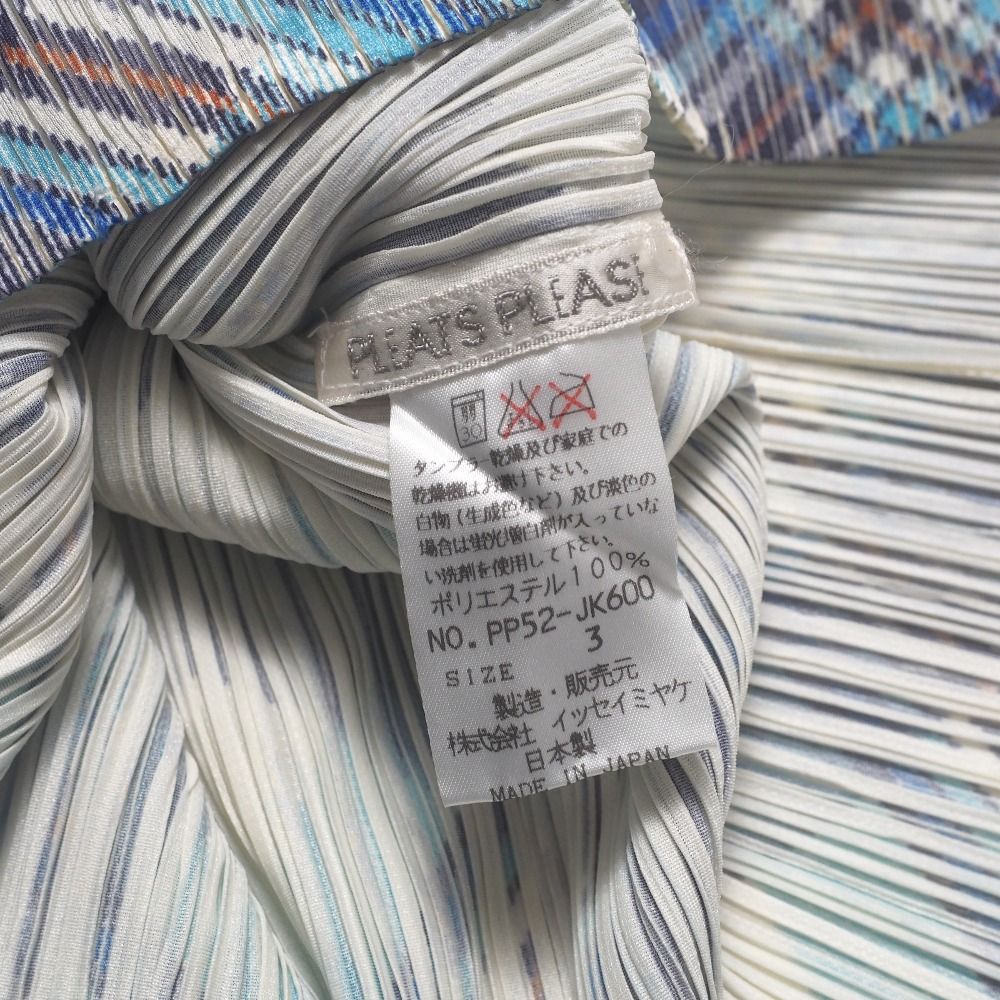 PLEATS PLEASE
30
タンブラー乾燥及び家庭での
乾燥機はお避け下さい。
白物（生成色など）及び淡色の
場合は蛍光増白剤が入っていな
い洗剤を使用して下さい。
ポリエステル100%
NO. PP52-JK600
SIZE 3
製造・販売元
株式会社 イッセイミヤケ
日本製
MADE IN JAPAN